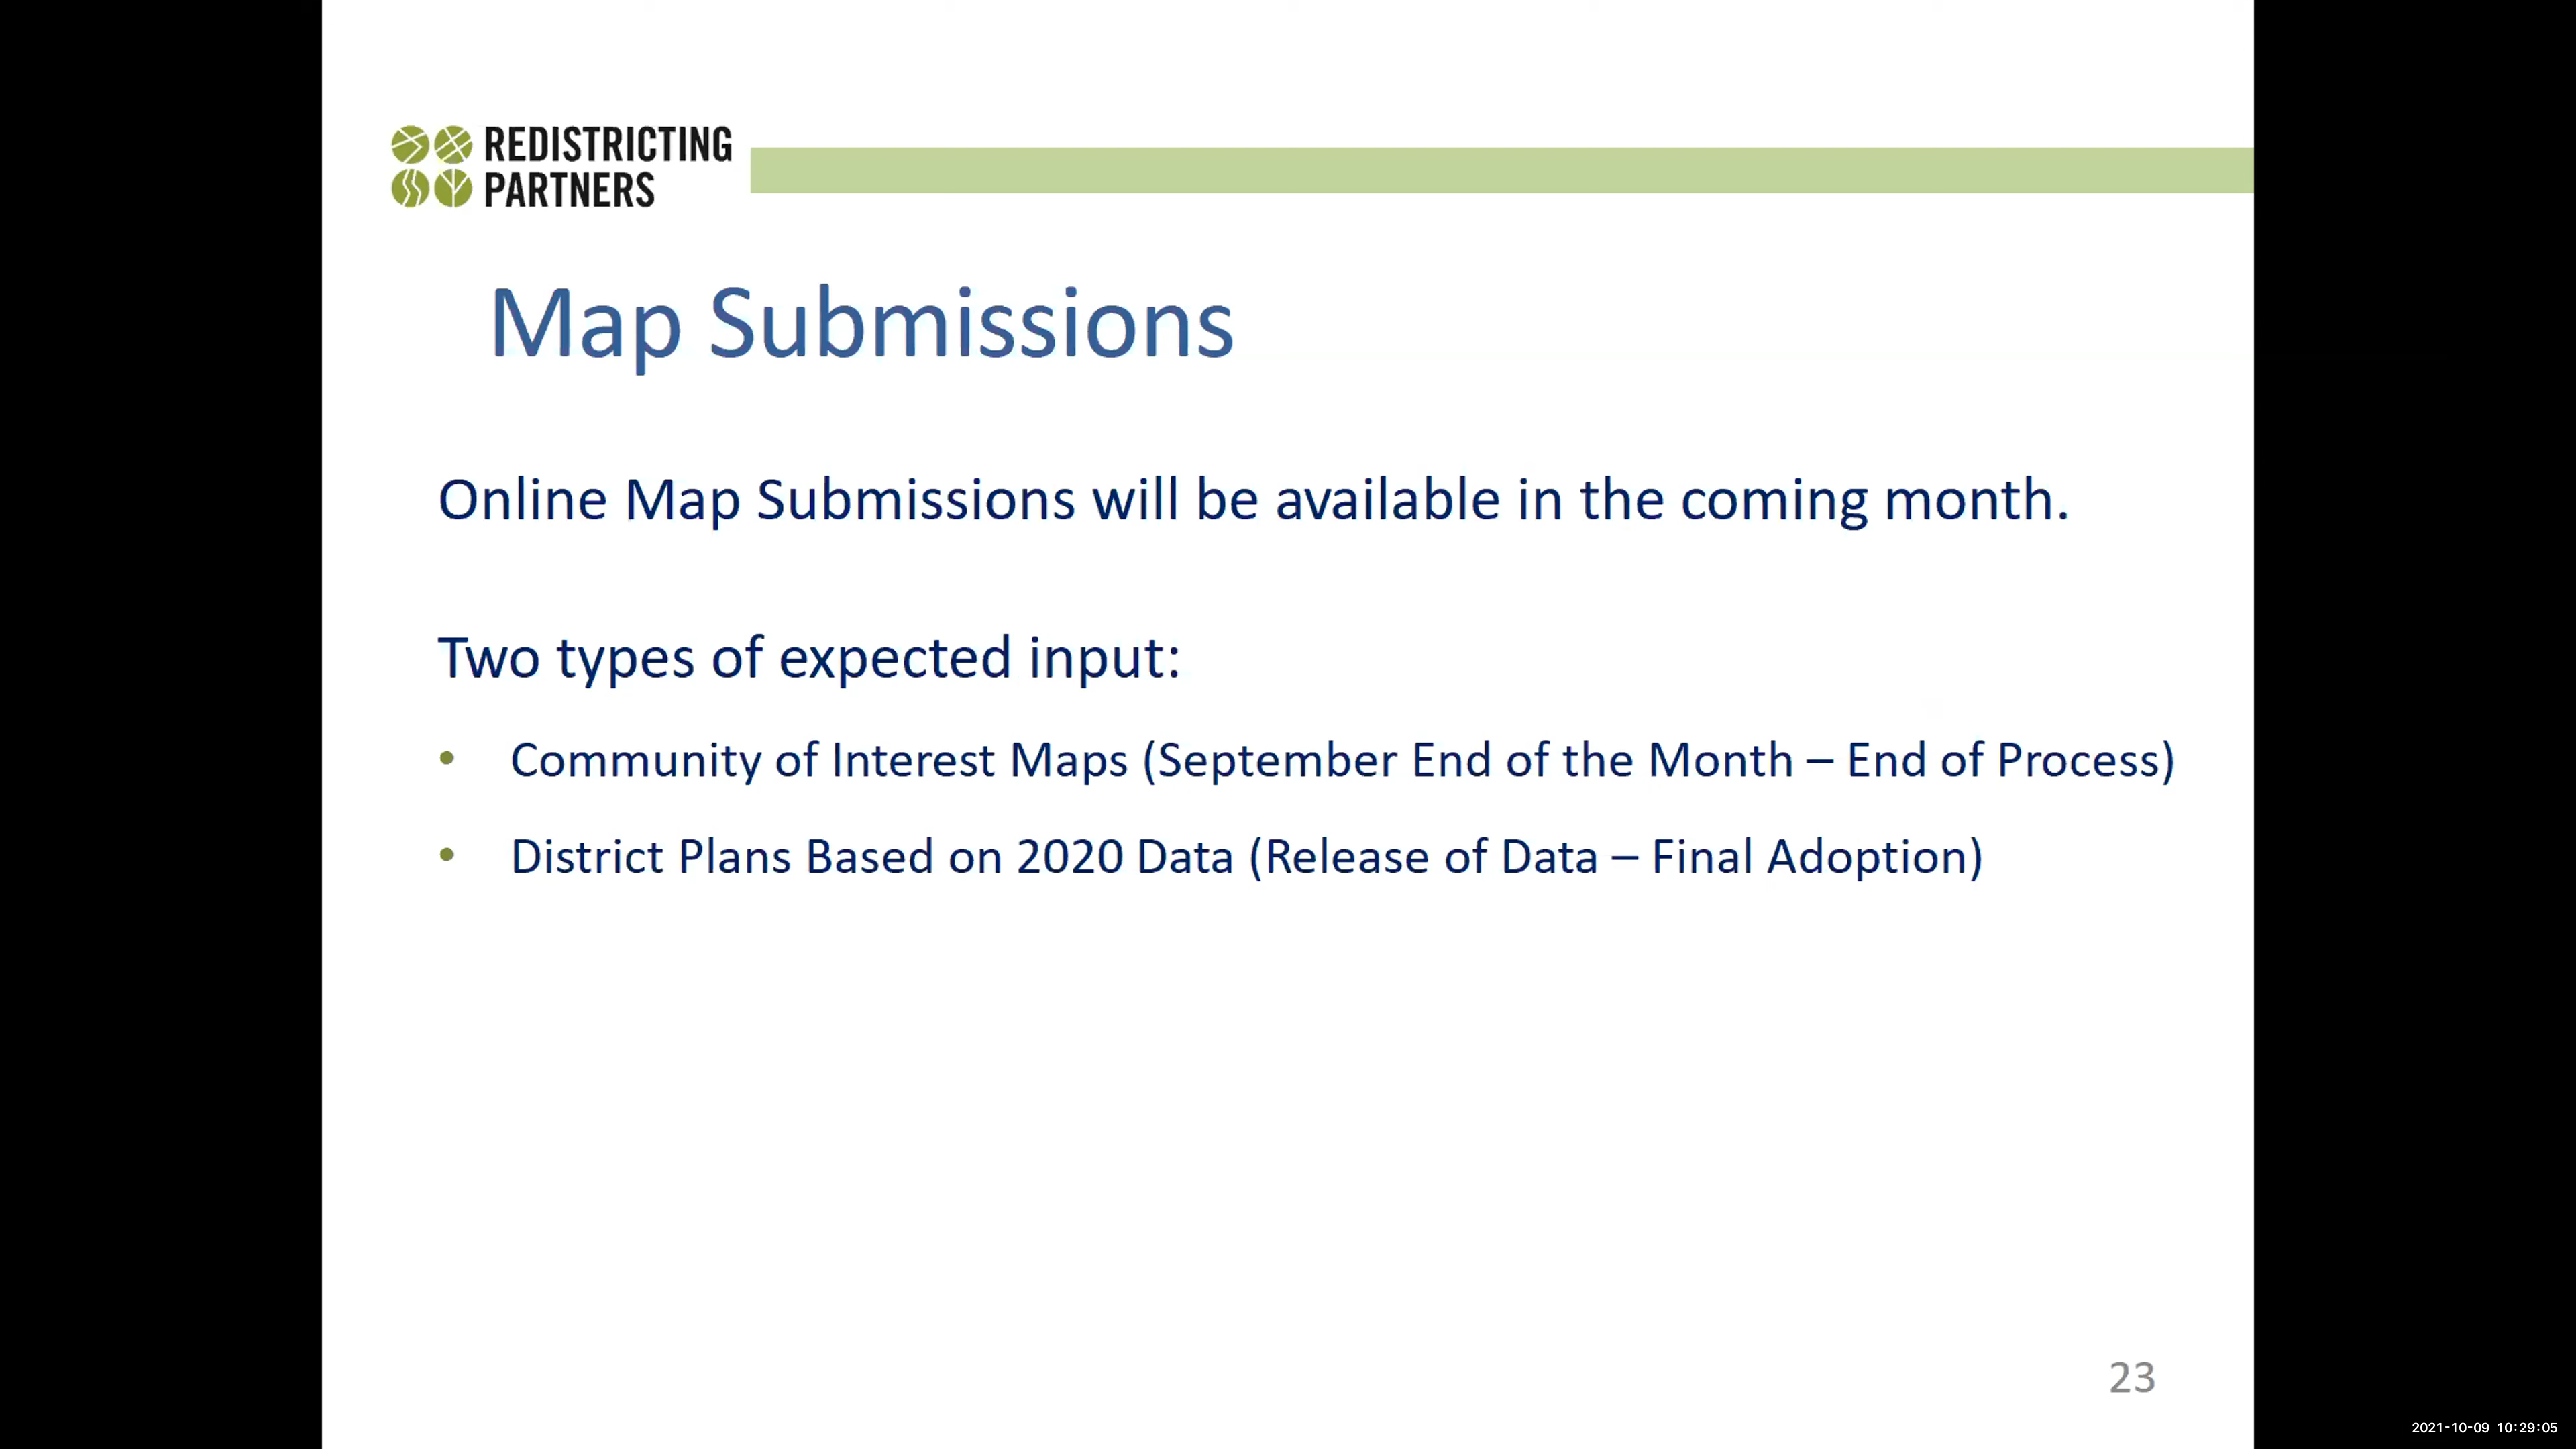 REDISTRICTING
PARTNERS
Map Submissions
Online Map Submissions will be available in the coming month.
Two types of expected input:
• Community of Interest Maps (September End of the Month – End of Process)
• District Plans Based on 2020 Data (Release of Data – Final Adoption)
23
2021-10-09 10:29:05